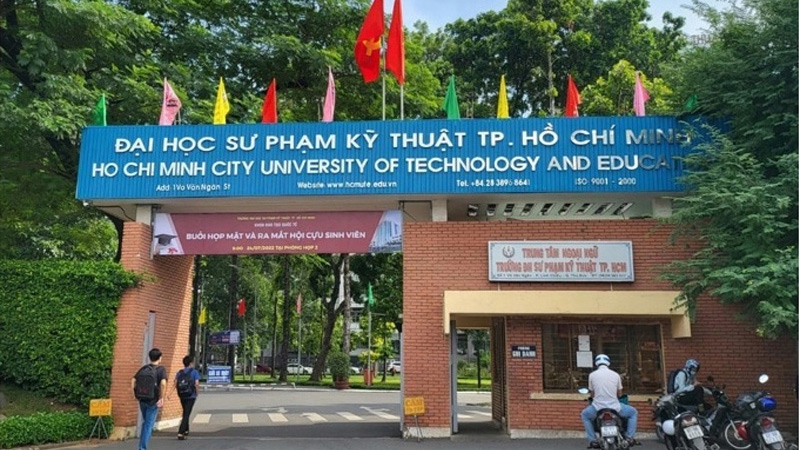 ĐẠI HỌC SƯ PHẠM KỸ THUẬT TP. HỒ CHÍ MIN
HO CHI MINH CITY UNIVERSITY OF TECHNOLOGY AND EDUCAT
Add: 1 Vo Van Ngan St Website: www.hcmute.edu.vn Tel: +84.28 3896 8641 ISO 9001 - 2000
BUỔI HỌP MẶT VÀ RA MẮT HỘI CỰU SINH VIÊN
TRUNG TÂM NGOẠI NGỮ
TRƯỜNG ĐH SƯ PHẠM KỸ THUẬT TP. HCM
GHI DANH